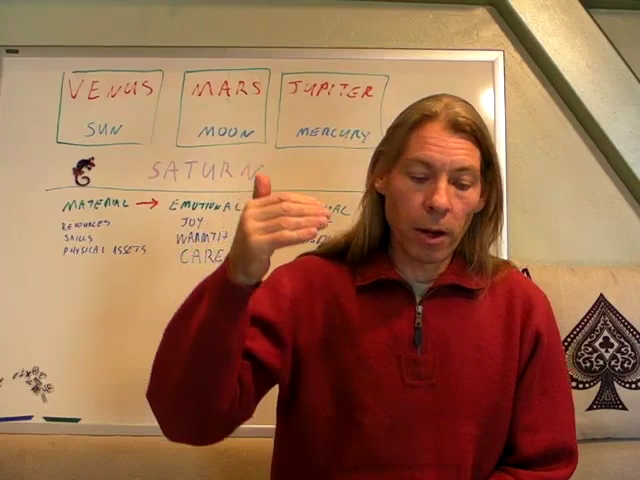 VENUS
SUN
MARS
MOON
JUPITER
MERCURY
SATURN
MATERIAL → EMOTIONAL
RESOURCES
SKILLS
PHYSICAL ASSETS
JOY
WARMTH
CARE